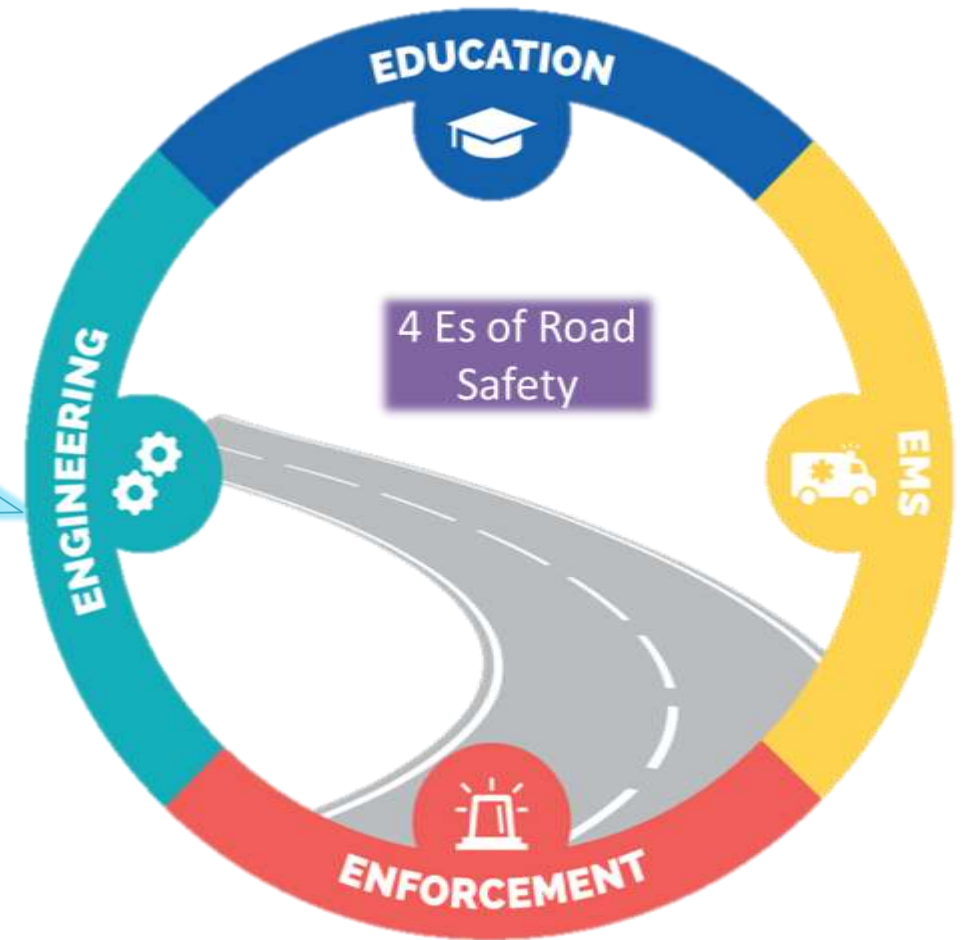 EDUCATION
4 Es of Road
Safety
ENGINEERING
EMS
ENFORCEMENT